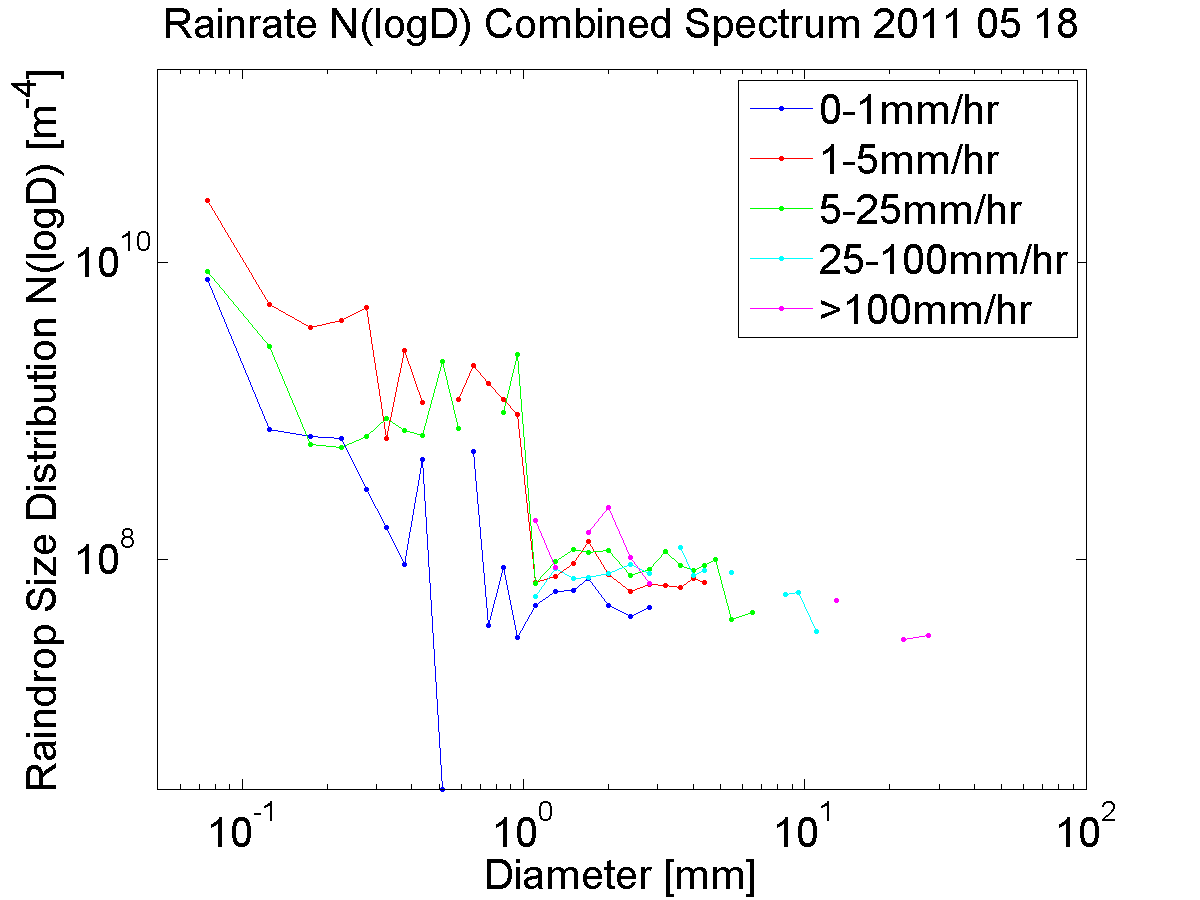 Rainrate N(logD) Combined Spectrum 2011 05 18
Raindrop Size Distribution N(logD) [m^-4]
10^10
10^8
0-1mm/hr
1-5mm/hr
5-25mm/hr
25-100mm/hr
>100mm/hr
10^-1 10^0 10^1 10^2
Diameter [mm]